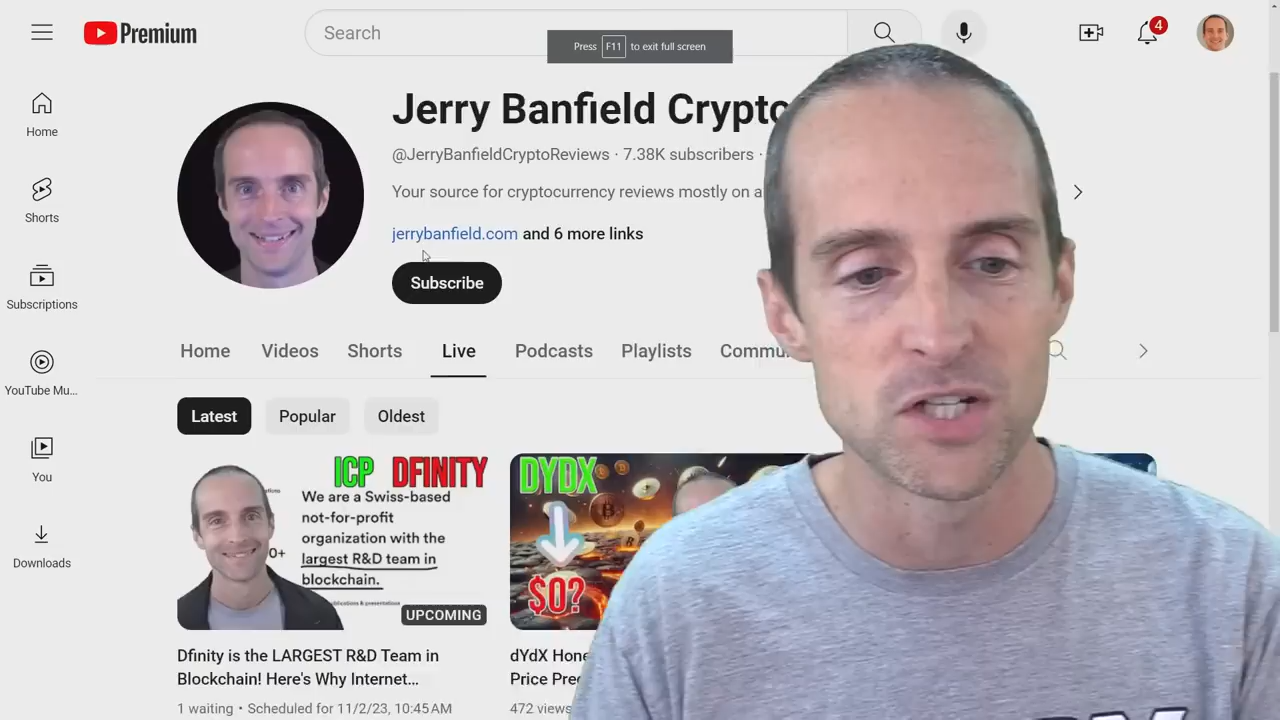 Premium
Search
Press F11 to exit full screen
4
Home
Shorts
Subscriptions
YouTube Mu...
You
Downloads
Jerry Banfield Crypto
@JerryBanfieldCryptoReviews · 7.38K subscribers ·
Your source for cryptocurrency reviews mostly on a
jerrybanfield.com and 6 more links
Subscribe
Home Videos Shorts Live Podcasts Playlists Commu
Latest Popular Oldest
ICP DFINITY
We are a Swiss-based
not-for-profit
organization with the
0+ largest R&D team in
blockchain.
UPCOMING
Dfinity is the LARGEST R&D Team in
Blockchain! Here's Why Internet...
1 waiting • Scheduled for 11/2/23, 10:45 AM
DYDX
$0?
dYdX Hone
Price Pred
472 views